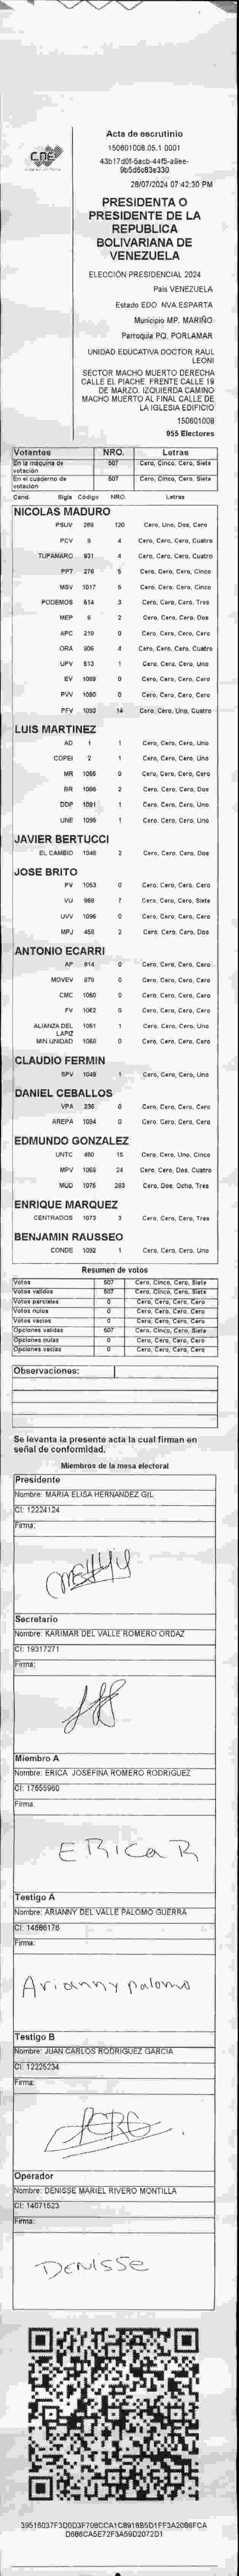 CNE
Acta de escrutinio
150601008.05.1 0001
28/07/2024 07:42:30 PM
PRESIDENTA O
PRESIDENTE DE LA
REPUBLICA
BOLIVARIANA DE
VENEZUELA
ELECCIÓN PRESIDENCIAL 2024
Pais VENEZUELA
Estado EDO. NVA.ESPARTA
Municipio MP. MARIÑO
Parroquia PQ. PORLAMAR
UNIDAD EDUCATIVA DOCTOR RAUL
LEONI
SECTOR MACHO MUERTO DERECHA
CALLE EL PIACHE. FRENTE CALLE 19
DE MARZO. IZQUIERDA CAMINO
MACHO MUERTO AL FINAL CALLE DE
LA IGLESIA EDIFICIO
150601008
955 Electores
Votantes NRO. Letras
En la máquina de votación 507 Cero, Cinco, Cero, Siete
En el cuaderno de votación 507 Cero, Cinco, Cero, Siete
Cand. Sigla Código NRO. Letras
NICOLAS MADURO
PSUV 269 120 Cero, Uno, Dos, Cero
PCV 9 4 Cero, Cero, Cero, Cuatro
TUPAMARO 931 4 Cero, Cero, Cero, Cuatro
PPT 276 5 Cero, Cero, Cero, Cinco
MSV 1017 5 Cero, Cero, Cero, Cinco
PODEMOS 514 3 Cero, Cero, Cero, Tres
MEP 6 2 Cero, Cero, Cero, Dos
APC 219 0 Cero, Cero, Cero, Cero
ORA 906 4 Cero, Cero, Cero, Cuatro
UPV 613 1 Cero, Cero, Cero, Uno
EV 1089 0 Cero, Cero, Cero, Cero
PVV 1080 0 Cero, Cero, Cero, Cero
PFV 1093 14 Cero, Cero, Uno, Cuatro
LUIS MARTINEZ
AD 1 1 Cero, Cero, Cero, Uno
COPEI 2 1 Cero, Cero, Cero, Uno
MR 1055 0 Cero, Cero, Cero, Cero
BR 1066 2 Cero, Cero, Cero, Dos
DDP 1091 1 Cero, Cero, Cero, Uno
UNE 1095 1 Cero, Cero, Cero, Uno
JAVIER BERTUCCI
EL CAMBIO 1046 2 Cero, Cero, Cero, Dos
JOSE BRITO
PV 1053 0 Cero, Cero, Cero, Cero
VU 968 7 Cero, Cero, Cero, Siete
UVV 1096 0 Cero, Cero, Cero, Cero
MPJ 458 2 Cero, Cero, Cero, Dos
ANTONIO ECARRI
AP 914 0 Cero, Cero, Cero, Cero
MOVEV 979 0 Cero, Cero, Cero, Cero
CMC 1060 0 Cero, Cero, Cero, Cero
FV 1062 0 Cero, Cero, Cero, Cero
ALIANZA DEL LAPIZ 1051 1 Cero, Cero, Cero, Uno
MIN UNIDAD 1058 0 Cero, Cero, Cero, Cero
CLAUDIO FERMIN
SPV 1049 1 Cero, Cero, Cero, Uno
DANIEL CEBALLOS
VPA 236 0 Cero, Cero, Cero, Cero
AREPA 1094 0 Cero, Cero, Cero, Cero
EDMUNDO GONZALEZ
UNTC 480 15 Cero, Cero, Uno, Cinco
MPV 1069 24 Cero, Cero, Dos, Cuatro
MUD 1075 283 Cero, Dos, Ocho, Tres
ENRIQUE MARQUEZ
CENTRADOS 1073 3 Cero, Cero, Cero, Tres
BENJAMIN RAUSSEO
CONDE 1092 1 Cero, Cero, Cero, Uno
Resumen de votos
Votos 507 Cero, Cinco, Cero, Siete
Votos validos 507 Cero, Cinco, Cero, Siete
Votos parciales 0 Cero, Cero, Cero, Cero
Votos nulos 0 Cero, Cero, Cero, Cero
Votos vacios 0 Cero, Cero, Cero, Cero
Opciones validas 507 Cero, Cinco, Cero, Siete
Opciones nulas 0 Cero, Cero, Cero, Cero
Opciones vacias 0 Cero, Cero, Cero, Cero
Observaciones:
Se levanta la presente acta la cual firman en
señal de conformidad.
Miembros de la mesa electoral
Presidente
Nombre: MARIA ELISA HERNANDEZ GIL
CI: 12224124
Firma:
Secretario
Nombre: KARIMAR DEL VALLE ROMERO ORDAZ
CI: 19317271
Firma:
Miembro A
Nombre: ERICA JOSEFINA ROMERO RODRIGUEZ
CI: 17655960
Firma:
ERICA R
Testigo A
Nombre: ARIANNY DEL VALLE PALOMO GUERRA
CI: 14686176
Firma:
Arianny palomo
Testigo B
Nombre: JUAN CARLOS RODRIGUEZ GARCIA
CI: 12225234
Firma:
Operador
Nombre: DENISSE MARIEL RIVERO MONTILLA
CI: 14071523
Firma:
DENISSE